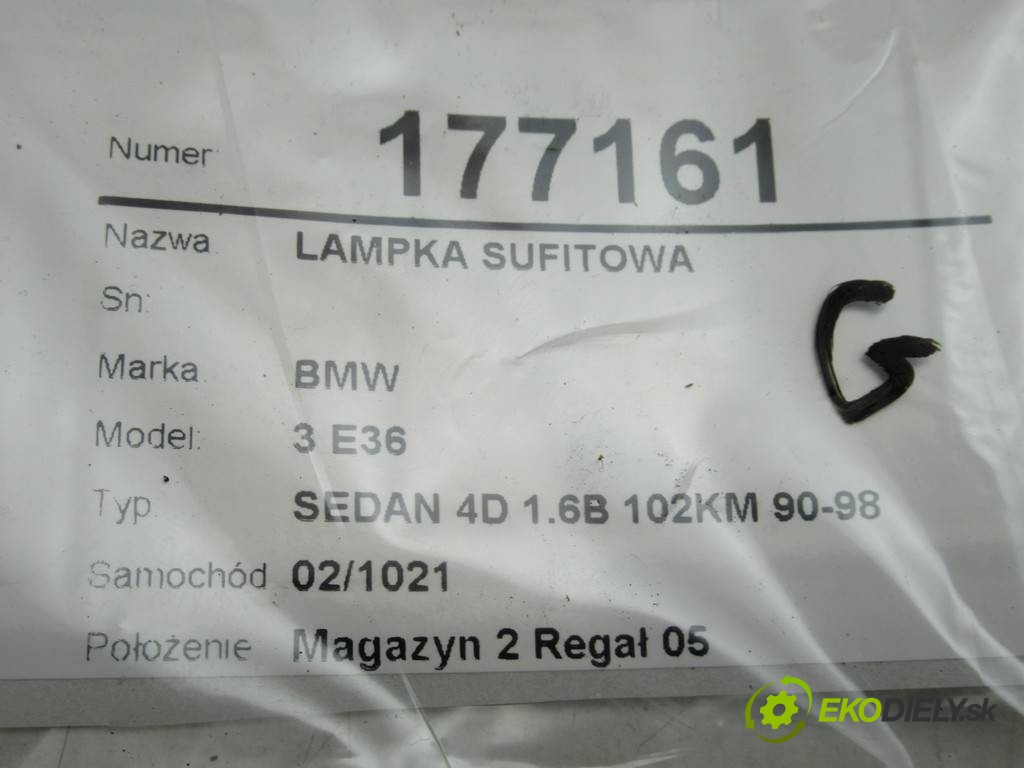 Numer 177161
Nazwa LAMPKA SUFITOWA
Sn:
Marka BMW
Model: 3 E36
Typ SEDAN 4D 1.6B 102KM 90-98
Samochód 02/1021
Położenie Magazyn 2 Regał 05
G
EKODIELY.sk